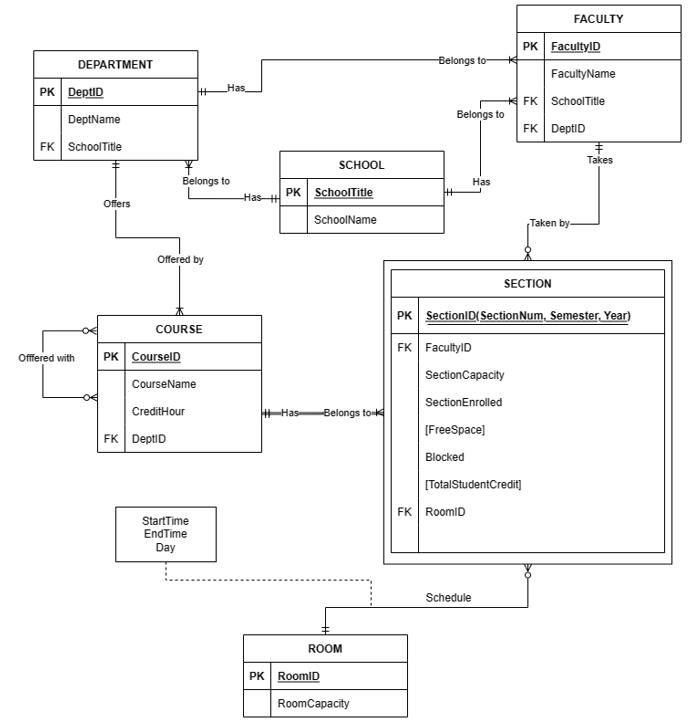 FACULTY
PK FacultyID
FacultyName
FK SchoolTitle
FK DeptID
DEPARTMENT
PK DeptID
DeptName
FK SchoolTitle
Has
Belongs to
Belongs to
Has
SCHOOL
PK SchoolTitle
SchoolName
Belongs to
Has
Takes
Taken by
Offers
Offered by
SECTION
PK SectionID(SectionNum, Semester, Year)
FK FacultyID
SectionCapacity
SectionEnrolled
[FreeSpace]
Blocked
[TotalStudentCredit]
FK RoomID
COURSE
PK CourseID
CourseName
CreditHour
FK DeptID
Offfered with
Has
Belongs to
StartTime
EndTime
Day
Schedule
ROOM
PK RoomID
RoomCapacity